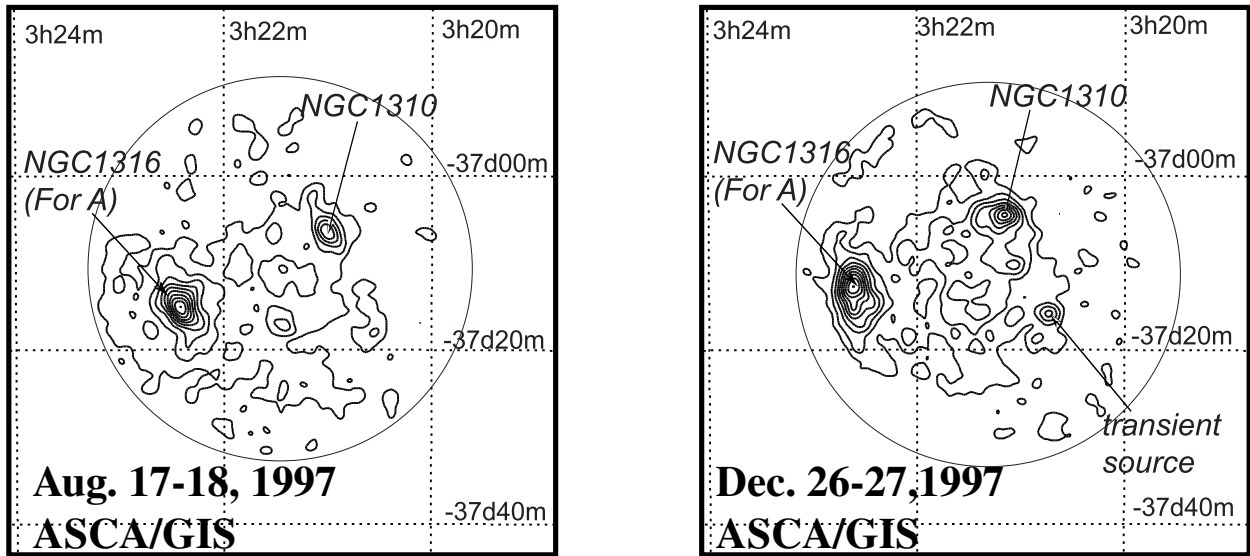 3h24m
3h22m
3h20m
NGC1310
NGC1316
(For A)
-37d00m
-37d20m
Aug. 17-18, 1997
-37d40m
ASCA/GIS
3h24m
3h22m
3h20m
NGC1310
NGC1316
(For A)
-37d00m
-37d20m
transient
source
Dec. 26-27,1997
-37d40m
ASCA/GIS